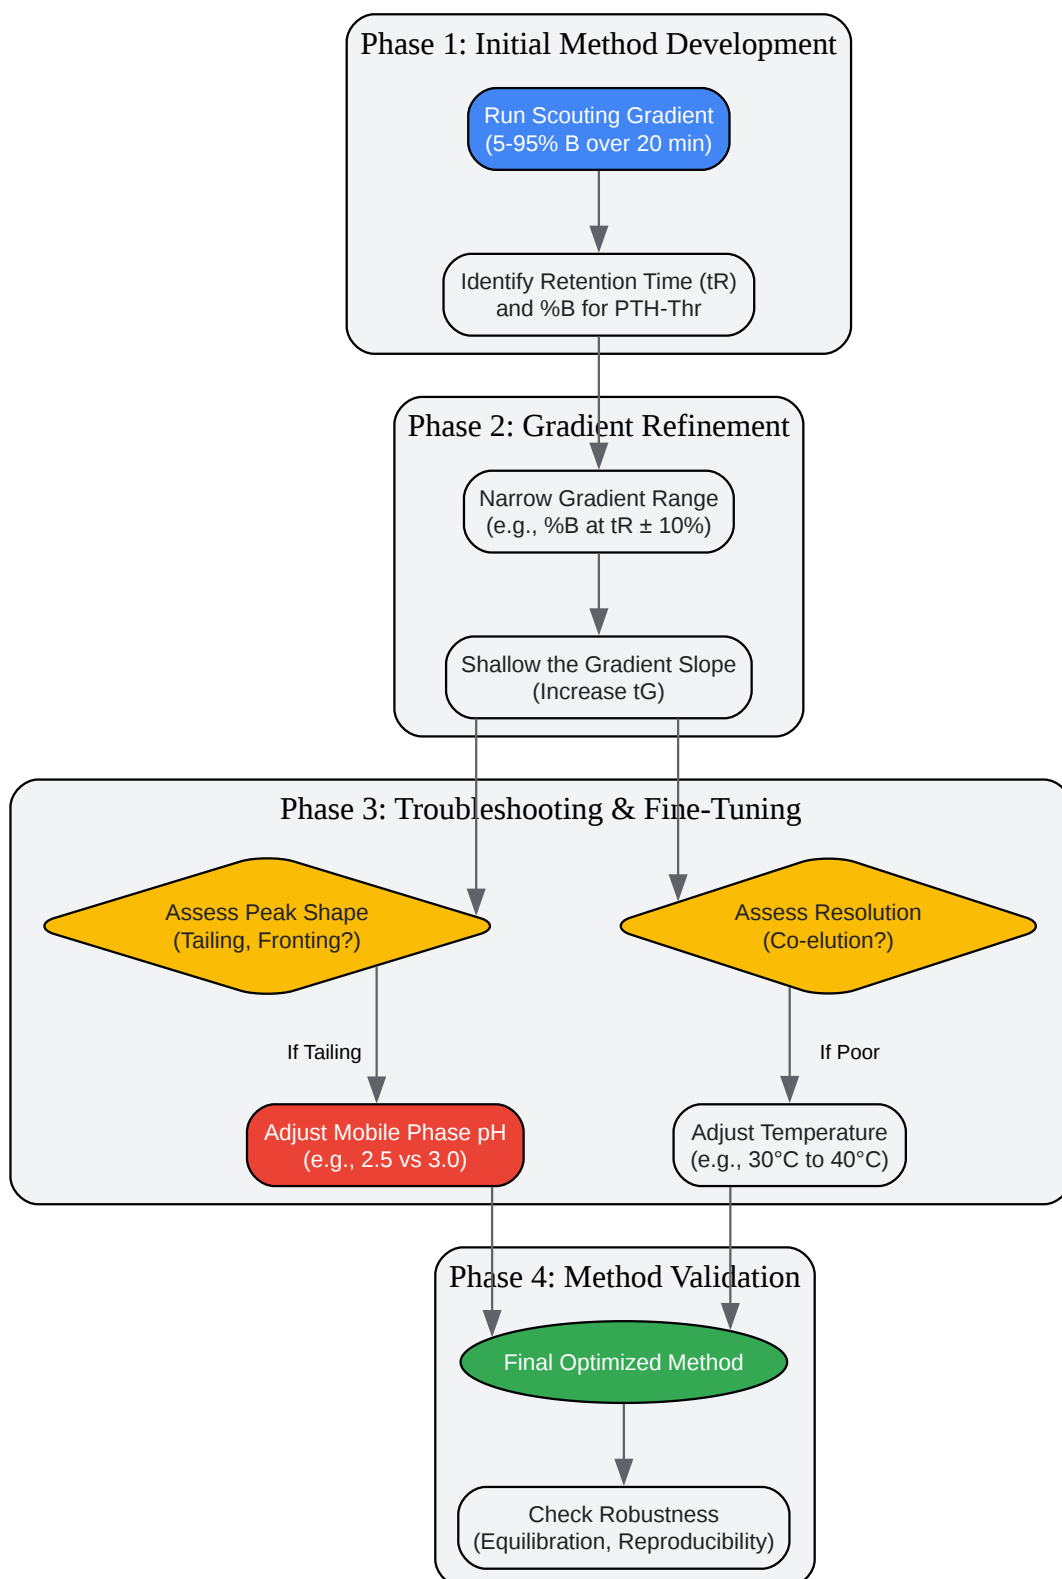 Phase 1: Initial Method Development
Run Scouting Gradient
(5-95% B over 20 min)
Identify Retention Time (tR)
and %B for PTH-Thr
Phase 2: Gradient Refinement
Narrow Gradient Range
(e.g., %B at tR ± 10%)
Shallow the Gradient Slope
(Increase tG)
Phase 3: Troubleshooting & Fine-Tuning
Assess Peak Shape
(Tailing, Fronting?)
Assess Resolution
(Co-elution?)
If Tailing
If Poor
Adjust Mobile Phase pH
(e.g., 2.5 vs 3.0)
Adjust Temperature
(e.g., 30°C to 40°C)
Phase 4: Method Validation
Final Optimized Method
Check Robustness
(Equilibration, Reproducibility)